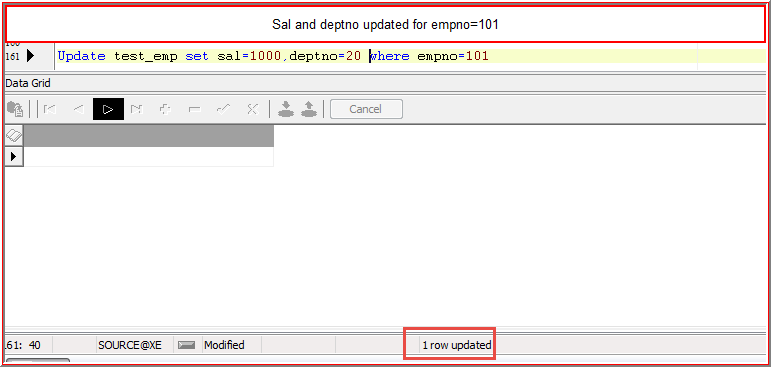 Sal and deptno updated for empno=101
161 Update test_emp set sal=1000,deptno=20 where empno=101
Data Grid
Cancel
161: 40 SOURCE@XE Modified 1 row updated